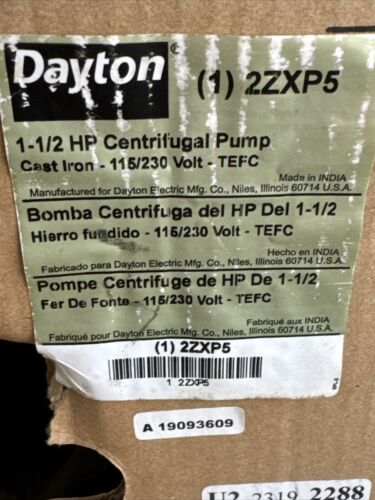 Dayton®
(1) 2ZXP5
1-1/2 HP Centrifugal Pump
Cast Iron - 115/230 Volt - TEFC
Made in INDIA
Manufactured for Dayton Electric Mfg. Co., Niles, Illinois 60714 U.S.A.
Bomba Centrifuga del HP Del 1-1/2
Hierro fundido - 115/230 Volt - TEFC
Hecho en INDIA
Fabricado para Dayton Electric Mfg. Co., Niles, Illinois 60714 U.S.A.
Pompe Centrifuge de HP De 1-1/2
Fer De Fonte - 115/230 Volt - TEFC
Fabriqué aux INDIA
Fabriqué pour Dayton Electric Mfg. Co., Niles, Illinois 60714 U.S.A.
(1) 2ZXP5
1 2ZXP5
A 19093609
U2 2319 2288